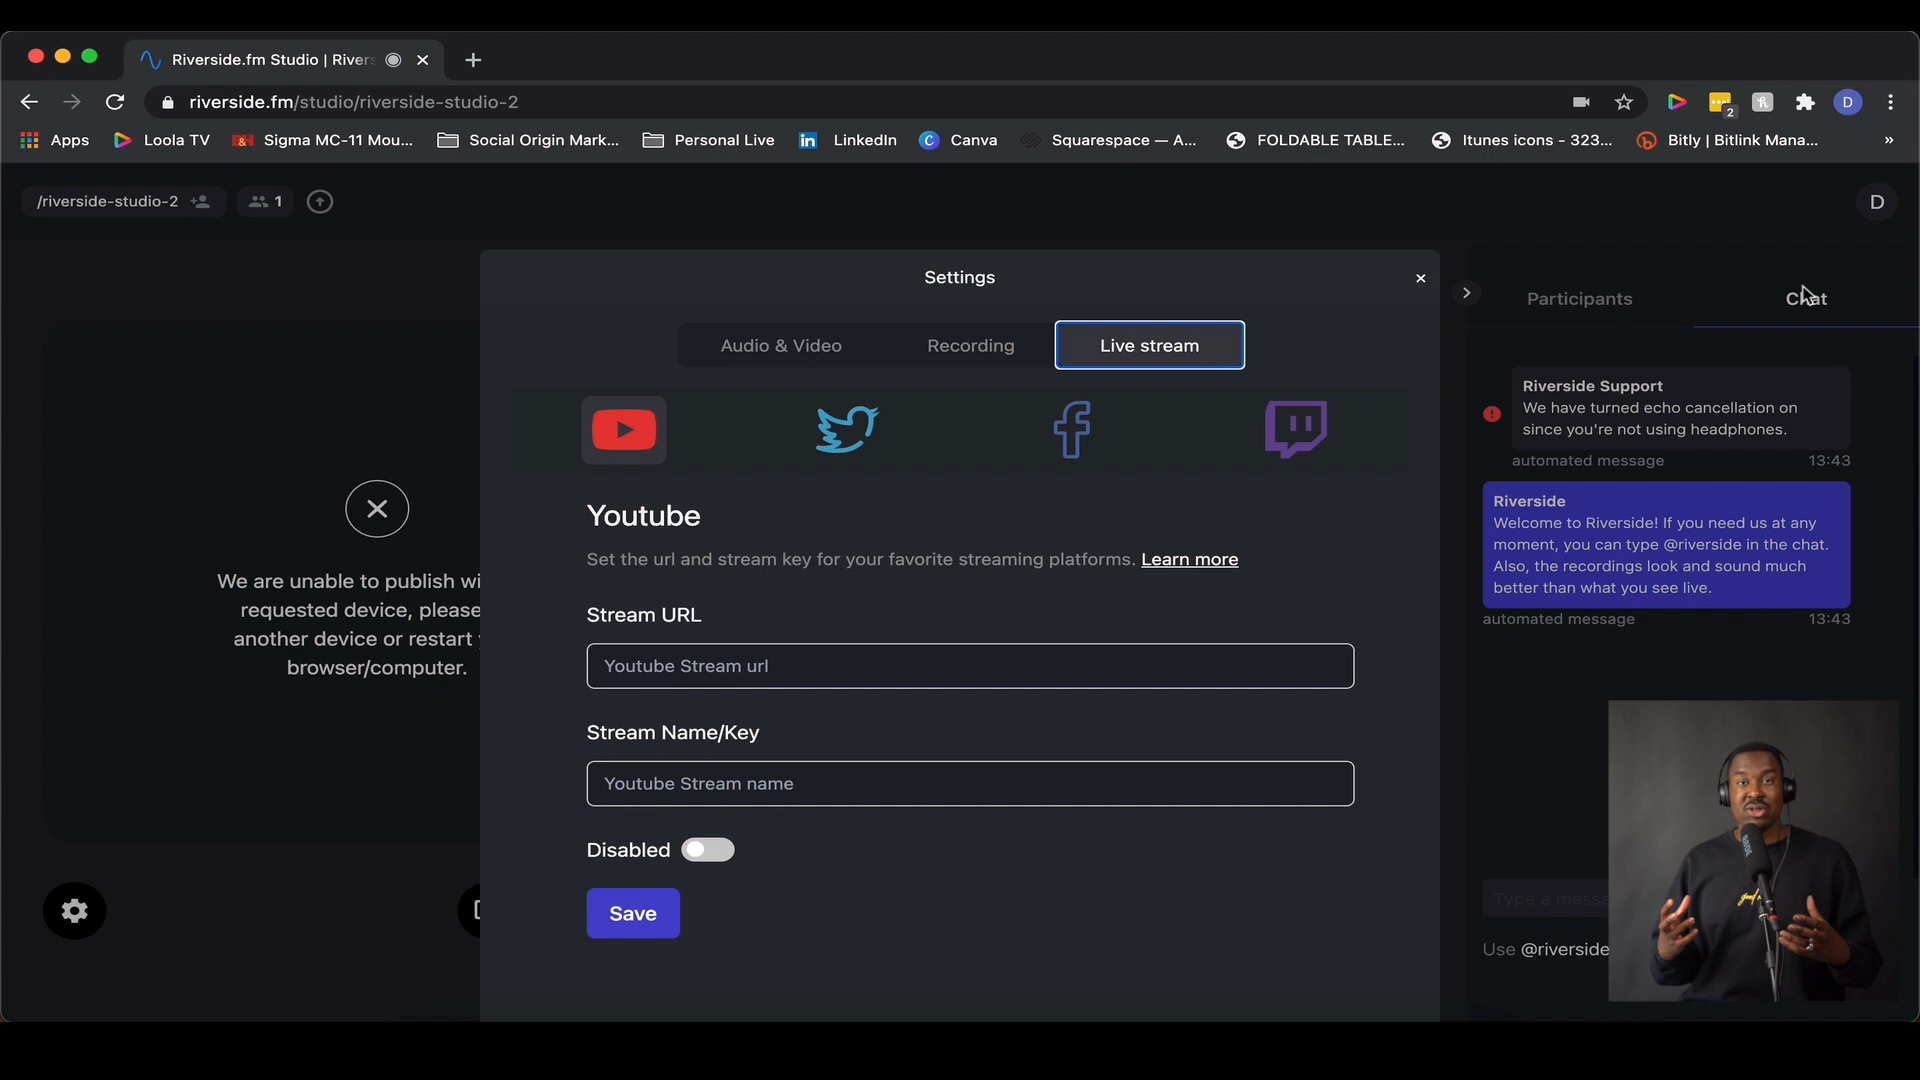 Riverside.fm Studio | Rivers
riverside.fm/studio/riverside-studio-2
2
D
Apps
Loola TV
Sigma MC-11 Mou...
Social Origin Mark...
Personal Live
LinkedIn
Canva
Squarespace — A...
FOLDABLE TABLE...
Itunes icons - 323...
Bitly | Bitlink Mana...
»
/riverside-studio-2
1
D
Settings
Audio & Video
Recording
Live stream
Participants
Chat
Riverside Support
We have turned echo cancellation on
since you're not using headphones.
automated message 13:43
Riverside
Welcome to Riverside! If you need us at any
moment, you can type @riverside in the chat.
Also, the recordings look and sound much
better than what you see live.
automated message 13:43
We are unable to publish wi
requested device, please
another device or restart
browser/computer.
Youtube
Set the url and stream key for your favorite streaming platforms. Learn more
Stream URL
Youtube Stream url
Stream Name/Key
Youtube Stream name
Disabled
Save
Type a messa
Use @riverside